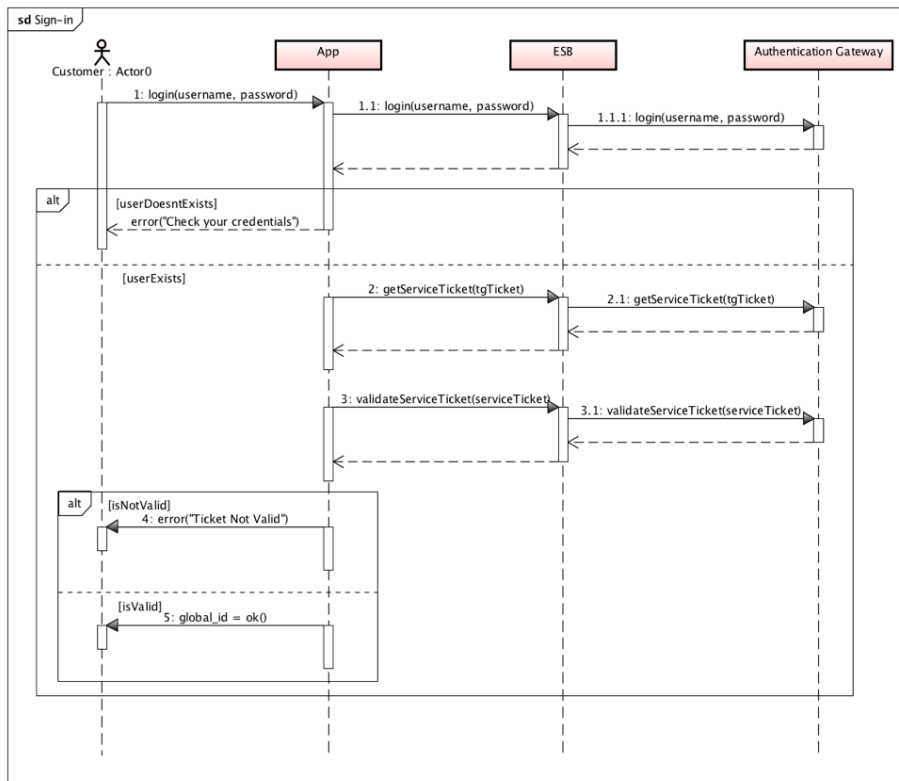 sd Sign-in
Customer : Actor0
App
ESB
Authentication Gateway
1: login(username, password)
1.1: login(username, password)
1.1.1: login(username, password)
alt
[userDoesntExists]
error("Check your credentials")
[userExists]
2: getServiceTicket(tgTicket)
2.1: getServiceTicket(tgTicket)
3: validateServiceTicket(serviceTicket)
3.1: validateServiceTicket(serviceTicket)
alt
[isNotValid]
4: error("Ticket Not Valid")
[isValid]
5: global_id = ok()